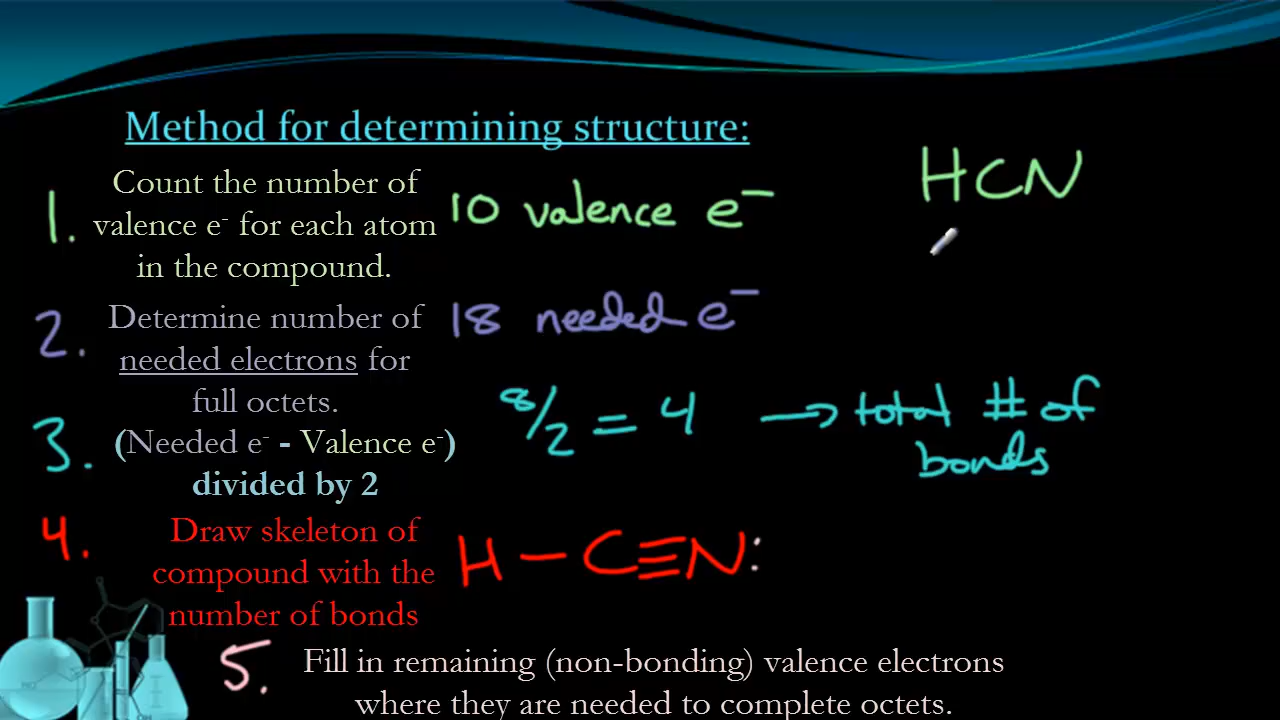 Method for determining structure:
HCN
1. Count the number of
valence e⁻ for each atom
in the compound.
10 valence e⁻
2. Determine number of
needed electrons for
full octets.
18 needed e⁻
3. (Needed e⁻ - Valence e⁻)
divided by 2
8/2 = 4 → total # of
bonds
4. Draw skeleton of
compound with the
number of bonds
H — C≡N:
5. Fill in remaining (non-bonding) valence electrons
where they are needed to complete octets.